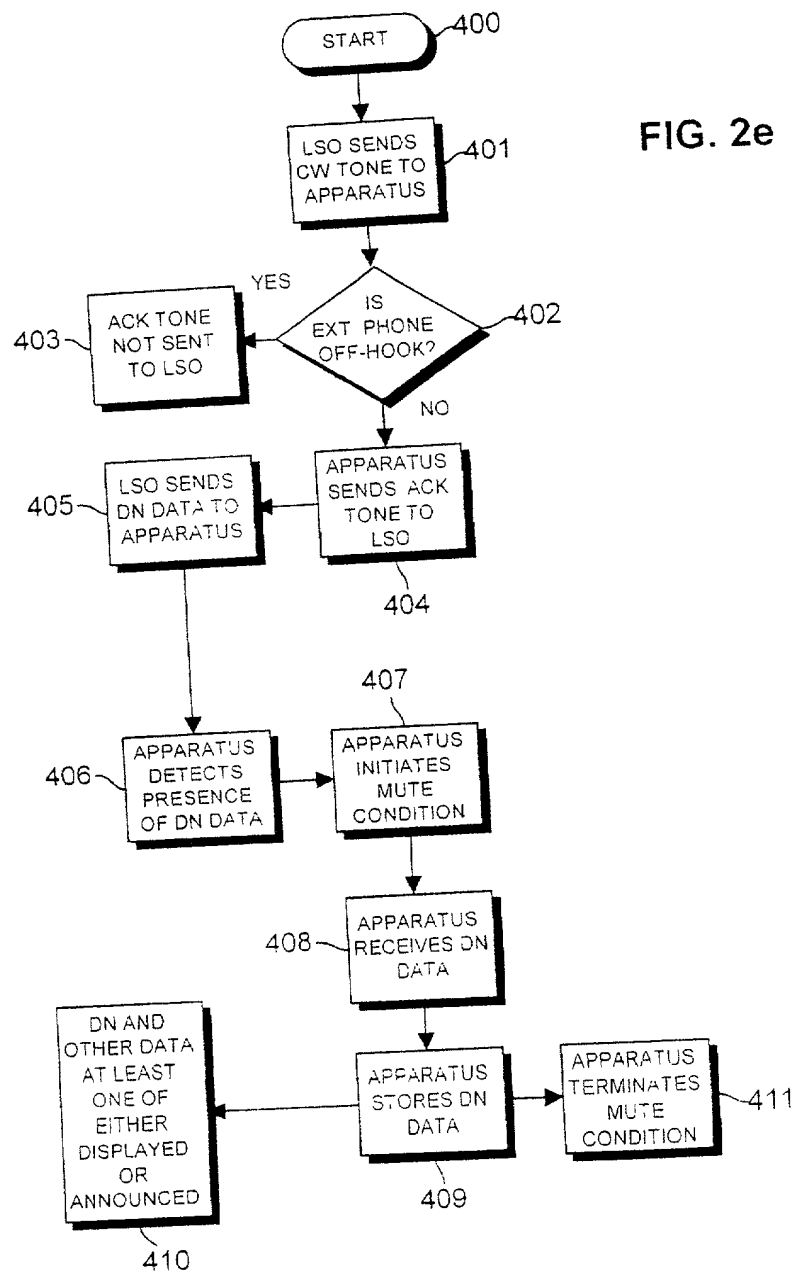 START
400
FIG. 2e
LSO SENDS
CW TONE TO
APPARATUS
401
YES
IS
EXT PHONE
OFF-HOOK?
402
ACK TONE
NOT SENT
TO LSO
403
NO
APPARATUS
SENDS ACK
TONE TO
LSO
404
LSO SENDS
DN DATA TO
APPARATUS
405
APPARATUS
DETECTS
PRESENCE
OF DN DATA
406
407
APPARATUS
INITIATES
MUTE
CONDITION
APPARATUS
RECEIVES DN
DATA
408
APPARATUS
STORES DN
DATA
409
DN AND
OTHER DATA
AT LEAST
ONE OF
EITHER
DISPLAYED
OR
ANNOUNCED
410
APPARATUS
TERMINATES
MUTE
CONDITION
411